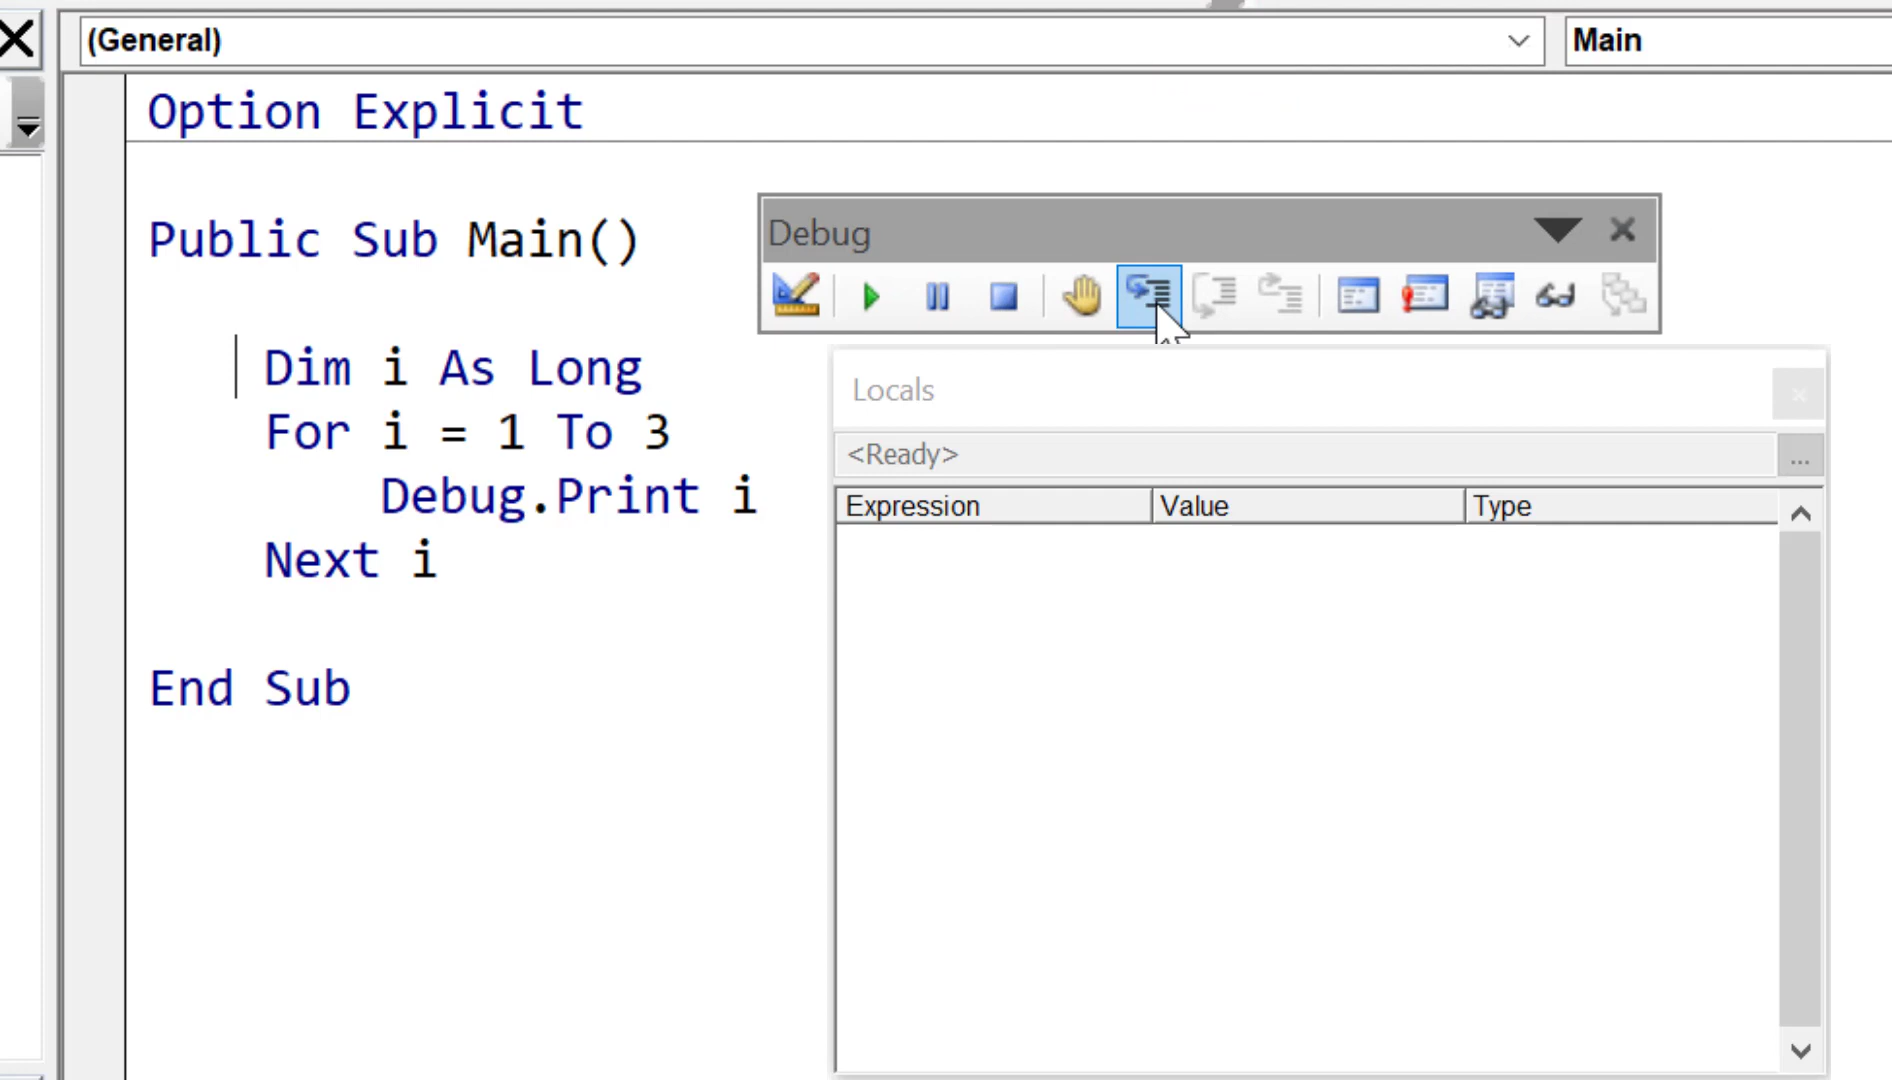 (General) Main
Option Explicit
Public Sub Main()
Dim i As Long
For i = 1 To 3
Debug.Print i
Next i
End Sub
Debug
Locals
<Ready> ...
Expression Value Type